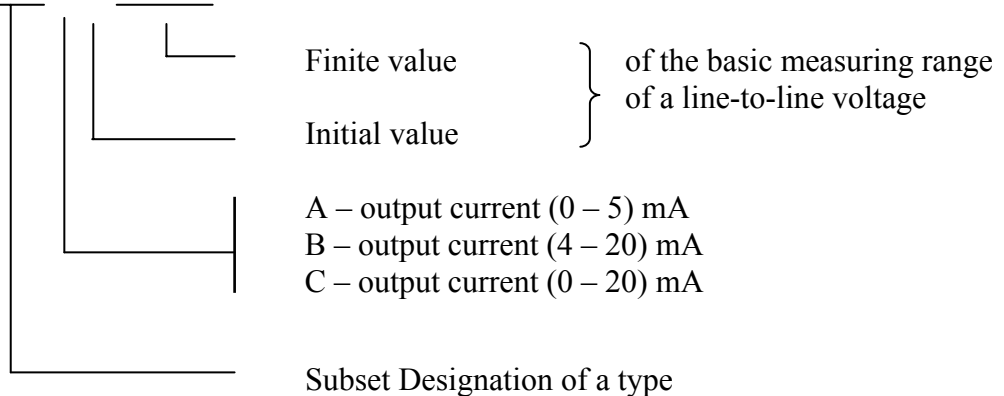 Finite value
of the basic measuring range
of a line-to-line voltage
Initial value
A – output current (0 – 5) mA
B – output current (4 – 20) mA
C – output current (0 – 20) mA
Subset Designation of a type